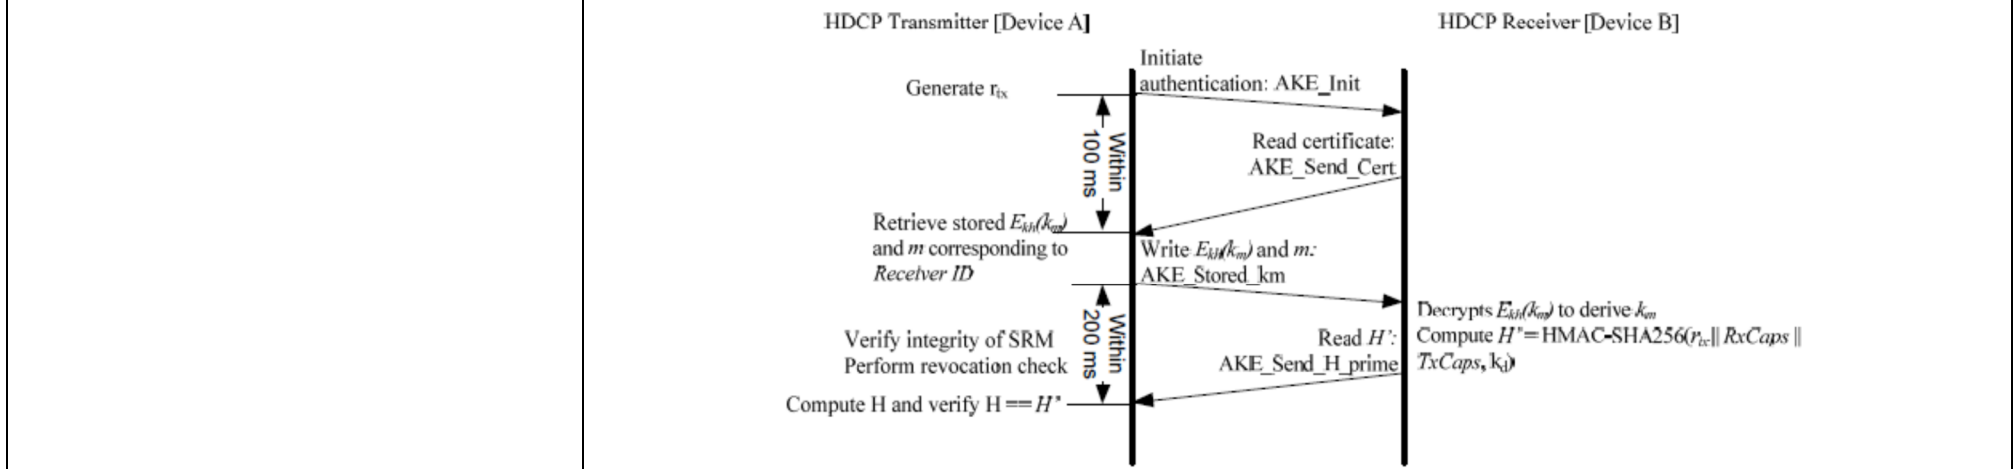 HDCP Transmitter [Device A]
HDCP Receiver [Device B]
Initiate
authentication: AKE_Init
Generate rtx
Within
100 ms
Read certificate:
AKE_Send_Cert
Retrieve stored Ekh(km)
and m corresponding to
Receiver ID
Write Ekh(km) and m:
AKE_Stored_km
Within
200 ms
Decrypts Ekh(km) to derive km
Compute H'=HMAC-SHA256(rtx|| RxCaps ||
TxCaps, kd)
Verify integrity of SRM
Perform revocation check
Read H':
AKE_Send_H_prime
Compute H and verify H == H'